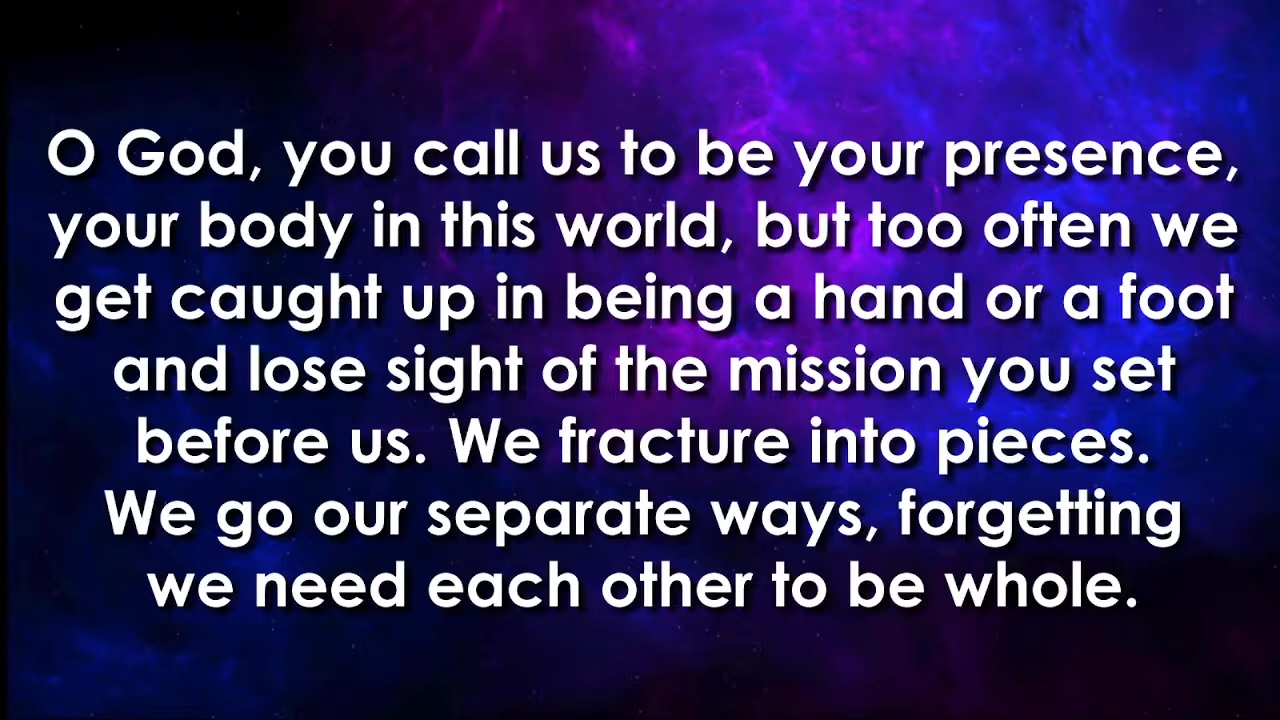 O God, you call us to be your presence,
your body in this world, but too often we
get caught up in being a hand or a foot
and lose sight of the mission you set
before us. We fracture into pieces.
We go our separate ways, forgetting
we need each other to be whole.